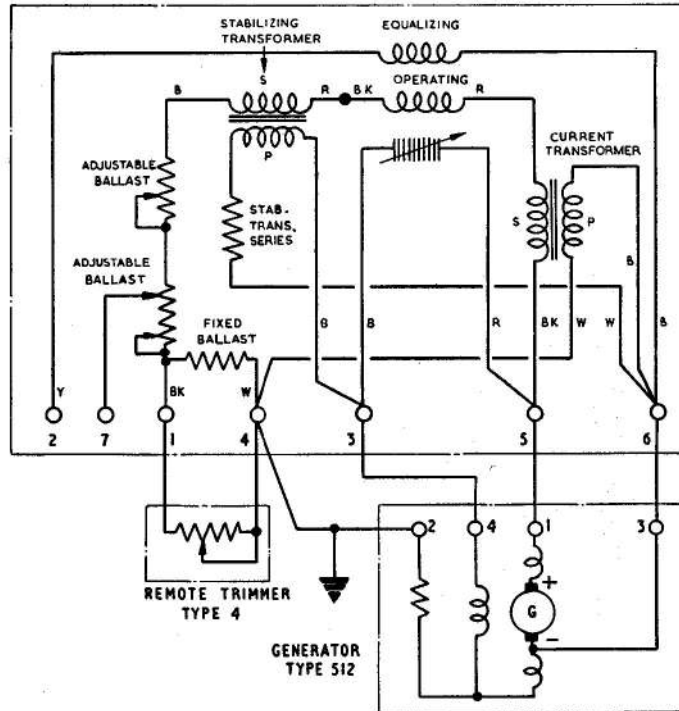 STABILIZING
TRANSFORMER
EQUALIZING
S
B
R
BK
OPERATING
R
P
CURRENT
TRANSFORMER
ADJUSTABLE
BALLAST
STAB-
TRANS,
SERIES
S
P
B
ADJUSTABLE
BALLAST
FIXED
BALLAST
G
B
R
BK
W
W
B
Y
BK
W
2
7
1
4
3
5
6
2
4
1
3
REMOTE TRIMMER
TYPE 4
+
G
-
GENERATOR
TYPE 512